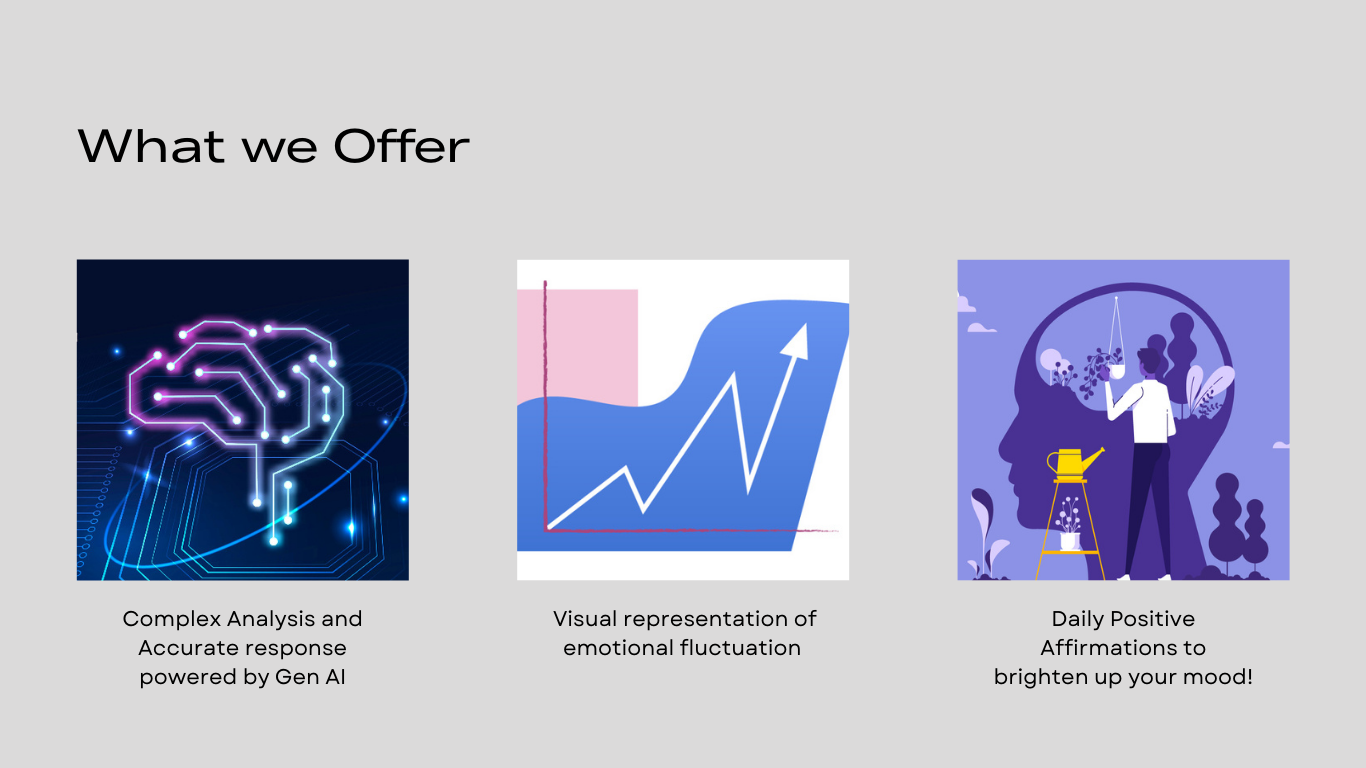 What we Offer
Complex Analysis and
Accurate response
powered by Gen AI
Visual representation of
emotional fluctuation
Daily Positive
Affirmations to
brighten up your mood!